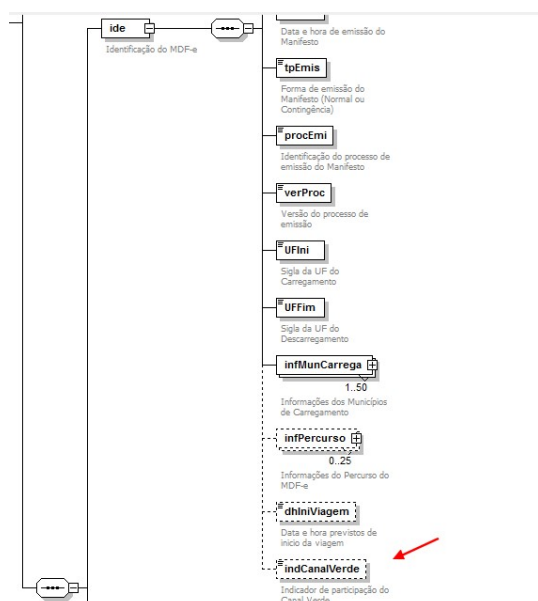 ide
Identificação do MDF-e
Data e hora de emissão do
Manifesto
tpEmis
Forma de emissão do
Manifesto (Normal ou
Contingência)
procEmi
Identificação do processo de
emissão do Manifesto
verProc
Versão do processo de
emissão
UFIni
Sigla da UF do
Carregamento
UFFim
Sigla da UF do
Descarregamento
infMunCarrega
1..50
Informações dos Municípios
de Carregamento
infPercurso
0..25
Informações do Percurso do
MDF-e
dhIniViagem
Data e hora previstos de
inicio da viagem
indCanalVerde
Indicador de participação do
Canal Verde